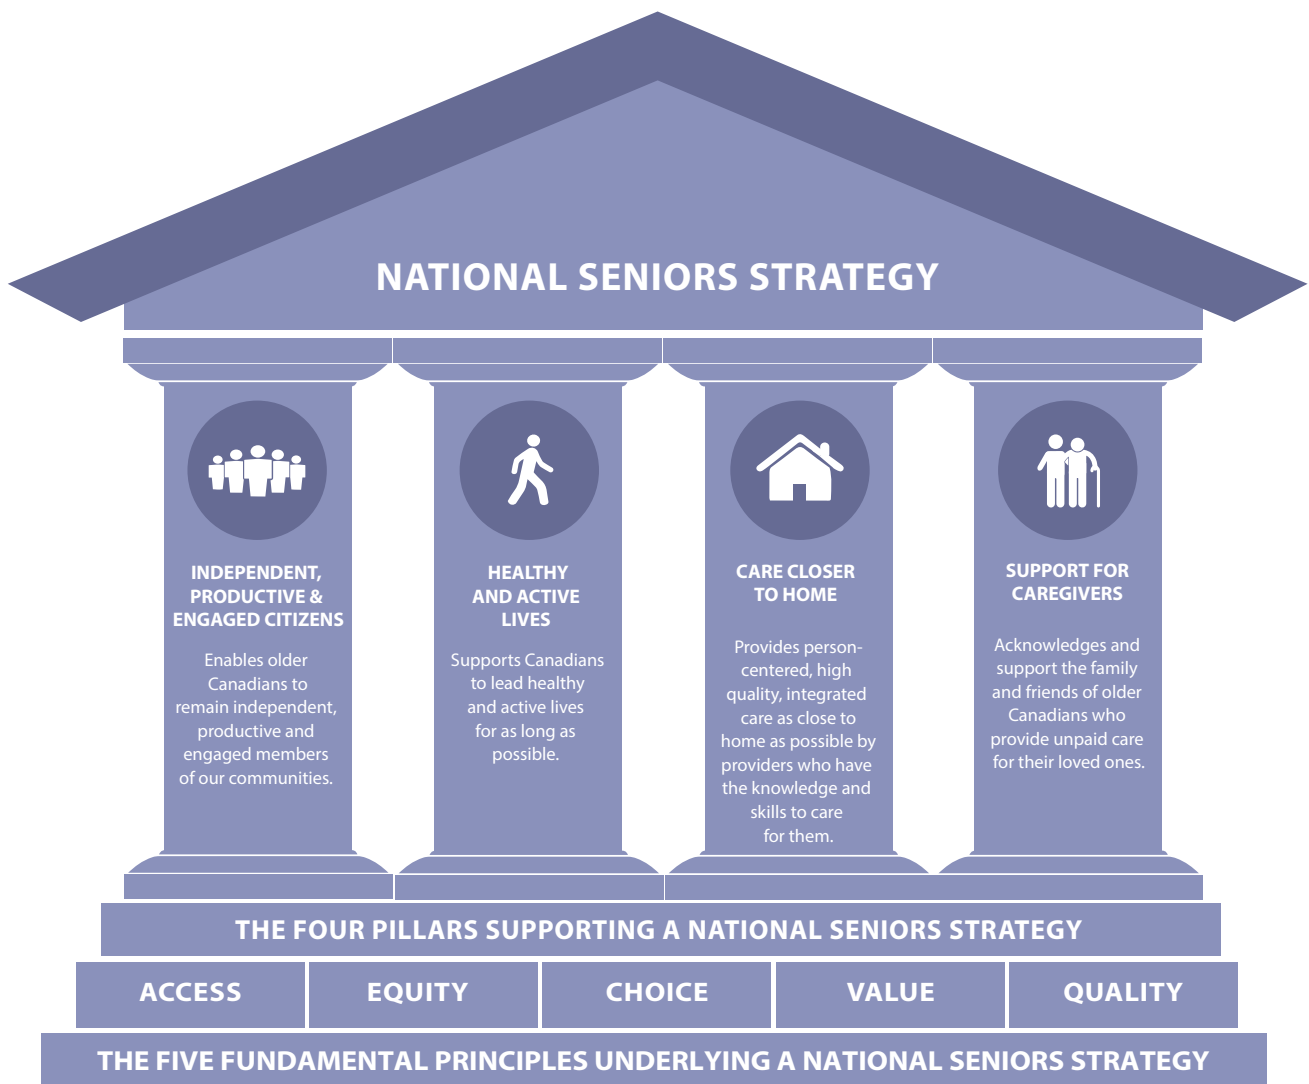 NATIONAL SENIORS STRATEGY
INDEPENDENT,
PRODUCTIVE &
ENGAGED CITIZENS
Enables older
Canadians to
remain independent,
productive and
engaged members
of our communities.
HEALTHY
AND ACTIVE
LIVES
Supports Canadians
to lead healthy
and active lives
for as long as
possible.
CARE CLOSER
TO HOME
Provides person-
centered, high
quality, integrated
care as close to
home as possible by
providers who have
the knowledge and
skills to care
for them.
SUPPORT FOR
CAREGIVERS
Acknowledges and
support the family
and friends of older
Canadians who
provide unpaid care
for their loved ones.
THE FOUR PILLARS SUPPORTING A NATIONAL SENIORS STRATEGY
ACCESS
EQUITY
CHOICE
VALUE
QUALITY
THE FIVE FUNDAMENTAL PRINCIPLES UNDERLYING A NATIONAL SENIORS STRATEGY